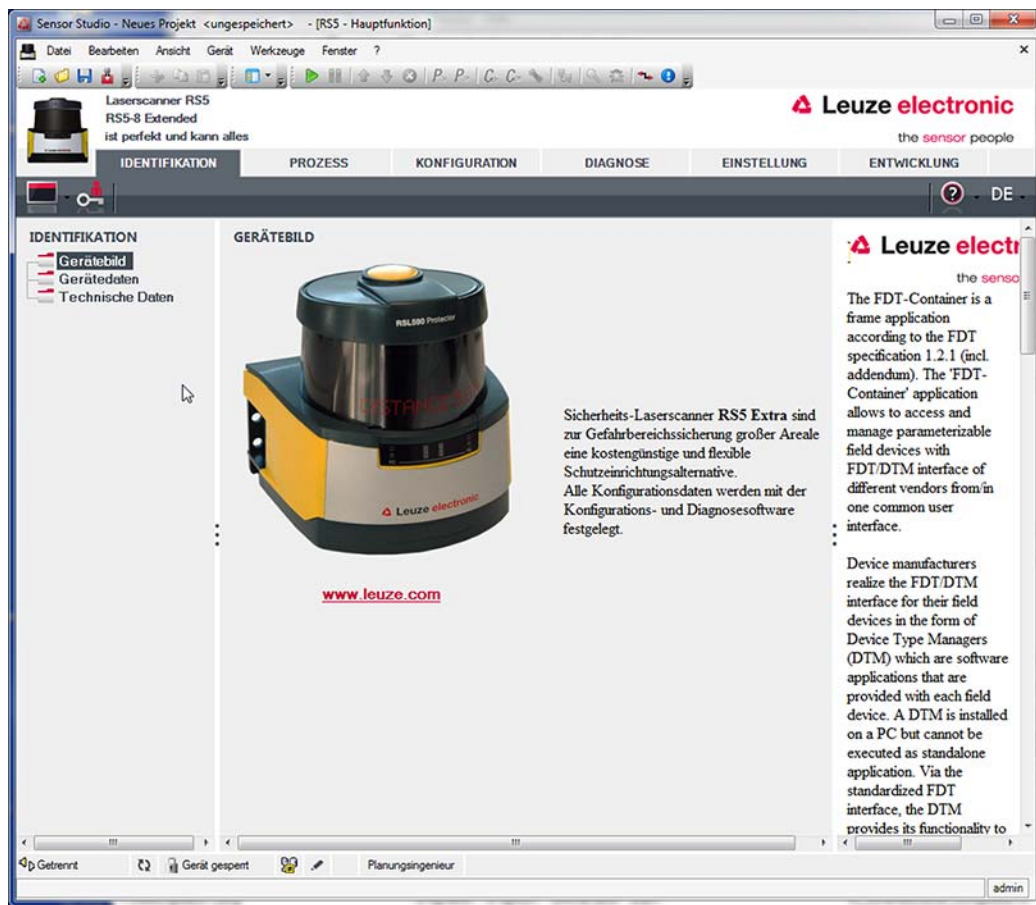 Sensor Studio - Neues Projekt <ungespeichert> - [RS5 - Hauptfunktion]
Datei Bearbeiten Ansicht Gerät Werkzeuge Fenster ?
P. P. C. C.
Laserscanner RS5
RS5-8 Extended
ist perfekt und kann alles
Leuze electronic
the sensor people
IDENTIFIKATION PROZESS KONFIGURATION DIAGNOSE EINSTELLUNG ENTWICKLUNG
? DE
IDENTIFIKATION
Gerätebild
Gerätedaten
Technische Daten
GERÄTEBILD
RSL500 Protector
Leuze electronic
www.leuze.com
Sicherheits-Laserscanner RS5 Extra sind
zur Gefahrbereichssicherung großer Areale
eine kostengünstige und flexible
Schutzeinrichtungsalternative.
Alle Konfigurationsdaten werden mit der
Konfigurations- und Diagnosesoftware
festgelegt.
Leuze electr
the senso
The FDT-Container is a
frame application
according to the FDT
specification 1.2.1 (incl.
addendum). The 'FDT-
Container' application
allows to access and
manage parameterizable
field devices with
FDT/DTM interface of
different vendors from/in
one common user
interface.
Device manufacturers
realize the FDT/DTM
interface for their field
devices in the form of
Device Type Managers
(DTM) which are software
applications that are
provided with each field
device. A DTM is installed
on a PC but cannot be
executed as standalone
application. Via the
standardized FDT
interface, the DTM
provides its functionality to
Getrennt Gerät gesperrt Planungsingenieur
admin